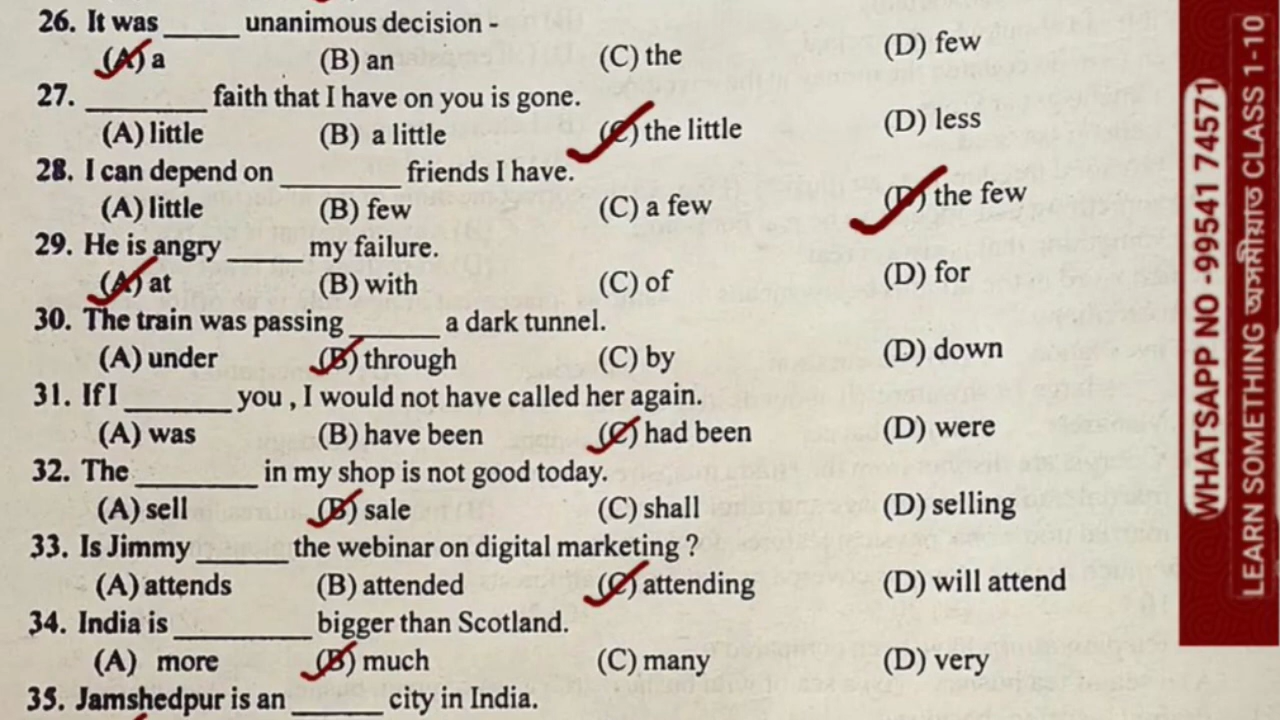 26. It was _____ unanimous decision -
(A) a (B) an (C) the (D) few
27. ________ faith that I have on you is gone.
(A) little (B) a little (C) the little (D) less
28. I can depend on ________ friends I have.
(A) little (B) few (C) a few (D) the few
29. He is angry ____ my failure.
(A) at (B) with (C) of (D) for
30. The train was passing ______ a dark tunnel.
(A) under (B) through (C) by (D) down
31. If I _______ you , I would not have called her again.
(A) was (B) have been (C) had been (D) were
32. The ________ in my shop is not good today.
(A) sell (B) sale (C) shall (D) selling
33. Is Jimmy ______ the webinar on digital marketing ?
(A) attends (B) attended (C) attending (D) will attend
34. India is _________ bigger than Scotland.
(A) more (B) much (C) many (D) very
35. Jamshedpur is an ______ city in India.
WHATSAPP NO -99541 74571
LEARN SOMETHING অসমীয়াত CLASS 1-10